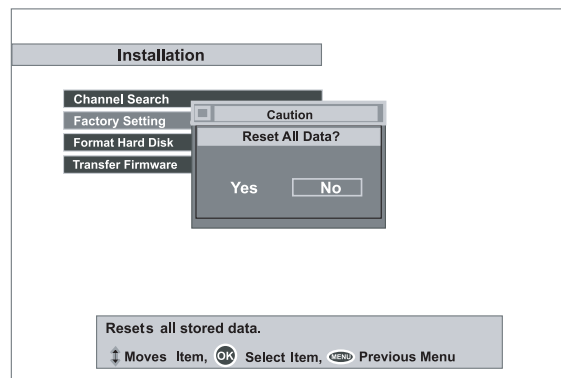 Installation
Channel Search
Factory Setting
Format Hard Disk
Transfer Firmware
Caution
Reset All Data?
Yes No
Resets all stored data.
Moves Item, OK Select Item, MENU Previous Menu